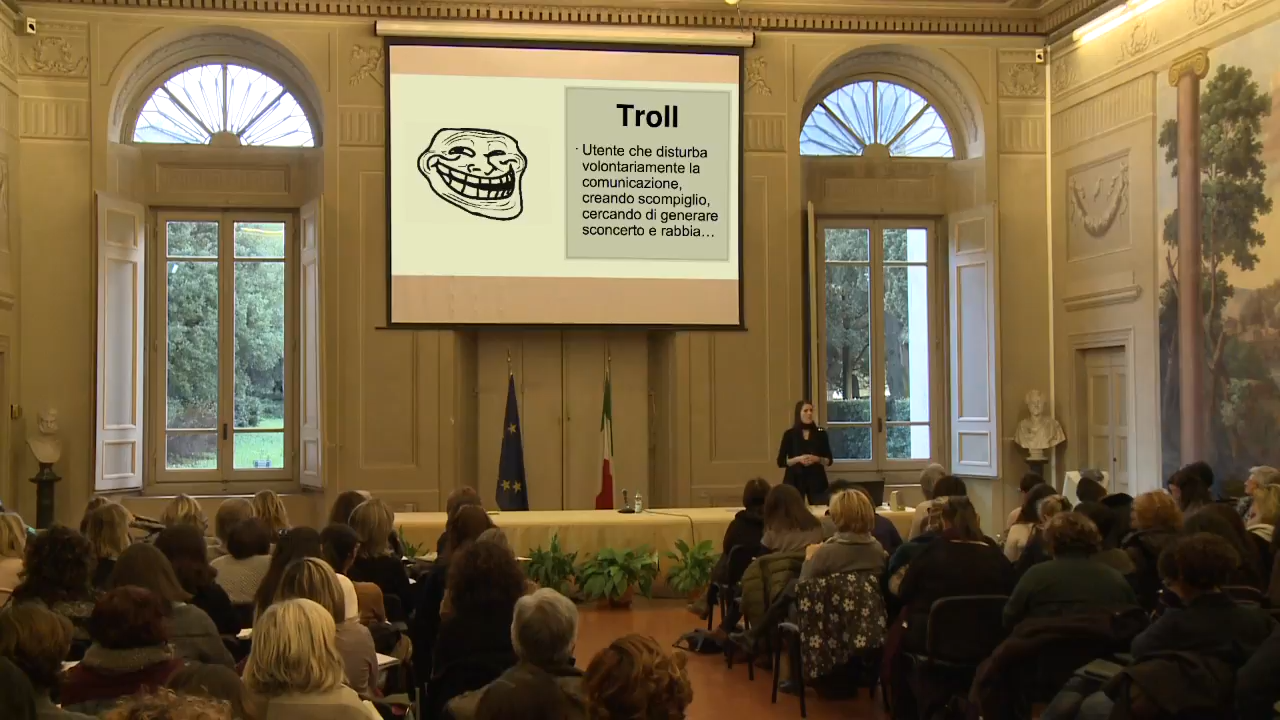 Troll
· Utente che disturba
volontariamente la
comunicazione,
creando scompiglio,
cercando di generare
sconcerto e rabbia…